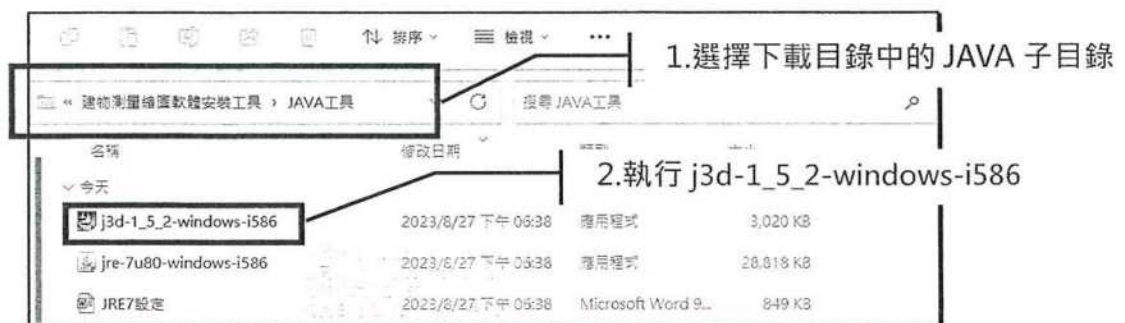 排序 檢視 •••
1.選擇下載目錄中的 JAVA 子目錄
« 建物測量繪圖軟體安裝工具 › JAVA工具
搜尋 JAVA工具
名稱 修改日期
2.執行 j3d-1_5_2-windows-i586
今天
j3d-1_5_2-windows-i586 2023/8/27 下午 06:38 應用程式 3,020 KB
jre-7u80-windows-i586 2023/8/27 下午 06:38 應用程式 28,818 KB
JRE7設定 2023/8/27 下午 06:38 Microsoft Word 9... 849 KB